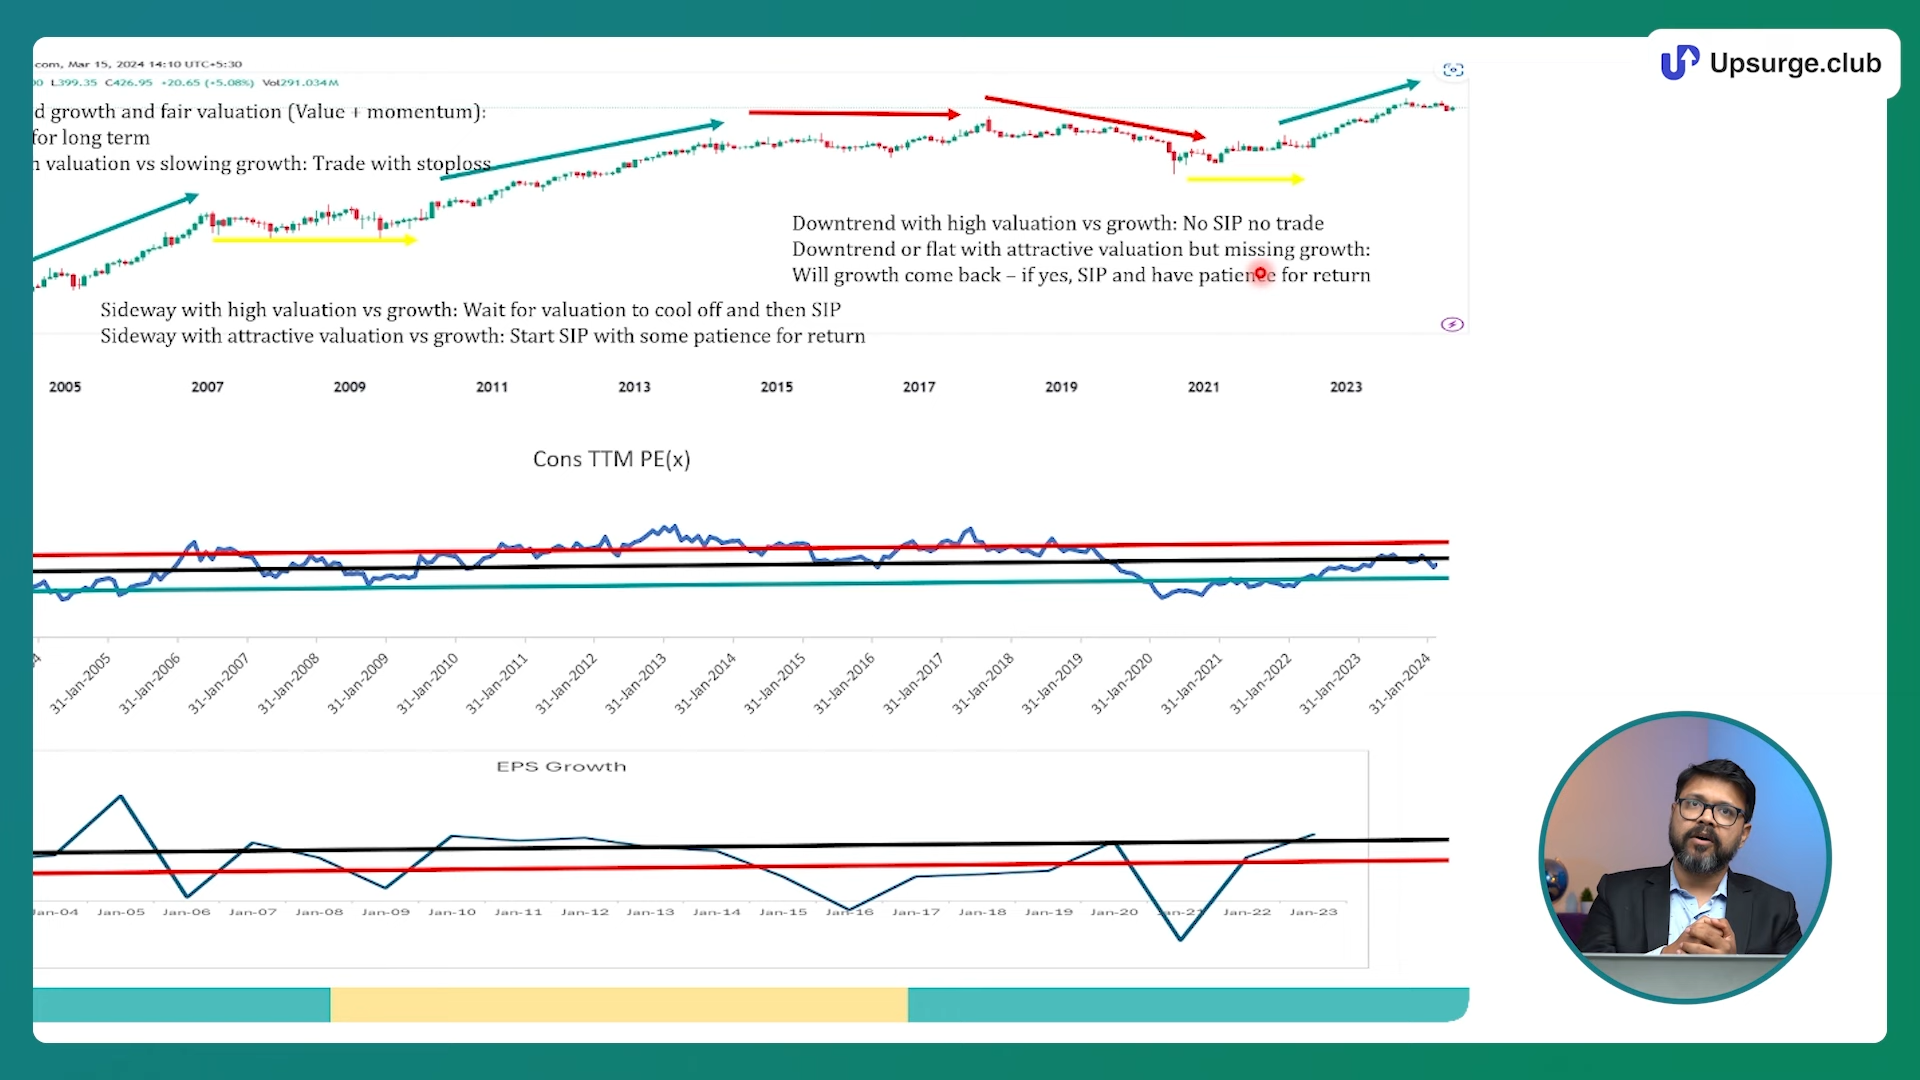 Upsurge.club
.com, Mar 15, 2024 14:10 UTC+5:30
00 L399.35 C426.95 +20.65 (+5.08%) Vol291.034M
d growth and fair valuation (Value + momentum):
for long term
valuation vs slowing growth: Trade with stoploss
Downtrend with high valuation vs growth: No SIP no trade
Downtrend or flat with attractive valuation but missing growth:
Will growth come back – if yes, SIP and have patience for return
Sideway with high valuation vs growth: Wait for valuation to cool off and then SIP
Sideway with attractive valuation vs growth: Start SIP with some patience for return
2005 2007 2009 2011 2013 2015 2017 2019 2021 2023
Cons TTM PE(x)
4 31-Jan-2005 31-Jan-2006 31-Jan-2007 31-Jan-2008 31-Jan-2009 31-Jan-2010 31-Jan-2011 31-Jan-2012 31-Jan-2013 31-Jan-2014 31-Jan-2015 31-Jan-2016 31-Jan-2017 31-Jan-2018 31-Jan-2019 31-Jan-2020 31-Jan-2021 31-Jan-2022 31-Jan-2023 31-Jan-2024
EPS Growth
Jan-04 Jan-05 Jan-06 Jan-07 Jan-08 Jan-09 Jan-10 Jan-11 Jan-12 Jan-13 Jan-14 Jan-15 Jan-16 Jan-17 Jan-18 Jan-19 Jan-20 Jan-21 Jan-22 Jan-23